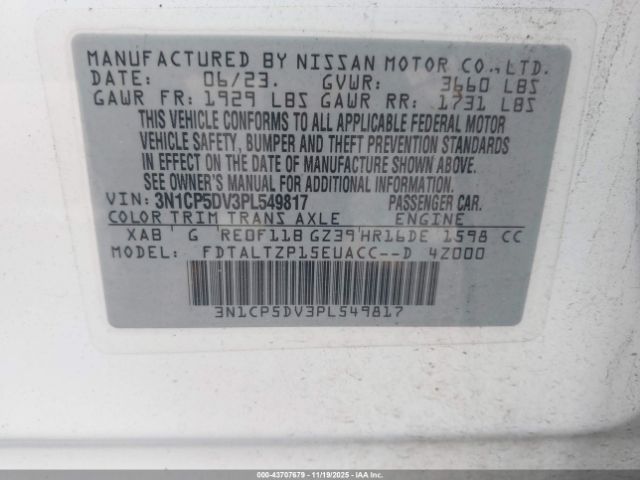 MANUFACTURED BY NISSAN MOTOR CO., LTD.
DATE: 06/23. GVWR: 3660 LBS
GAWR FR: 1929 LBS GAWR RR: 1731 LBS
THIS VEHICLE CONFORMS TO ALL APPLICABLE FEDERAL MOTOR
VEHICLE SAFETY, BUMPER AND THEFT PREVENTION STANDARDS
IN EFFECT ON THE DATE OF MANUFACTURE SHOWN ABOVE.
SEE OWNER'S MANUAL FOR ADDITIONAL INFORMATION.
VIN: 3N1CP5DV3PL549817 PASSENGER CAR.
COLOR TRIM TRANS AXLE ENGINE
XAB G RE0F11B GZ39 HR16DE 1598 CC
MODEL: FDTALTZP15EUACC--D 4Z000
3N1CP5DV3PL549817
000-43707679 - 11/19/2025 - IAA Inc.